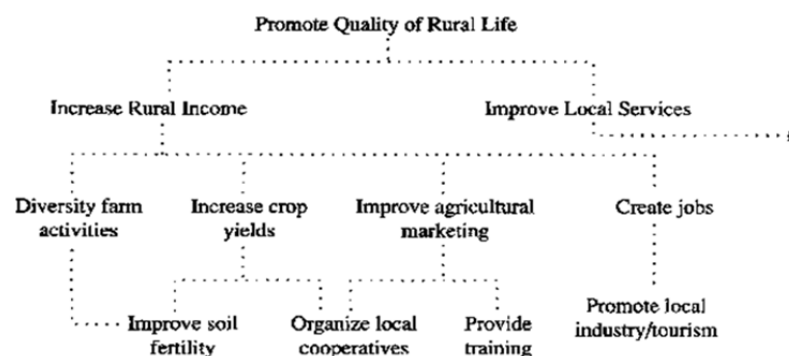 Promote Quality of Rural Life
Increase Rural Income
Improve Local Services
Diversity farm
activities
Increase crop
yields
Improve agricultural
marketing
Create jobs
Improve soil
fertility
Organize local
cooperatives
Provide
training
Promote local
industry/tourism